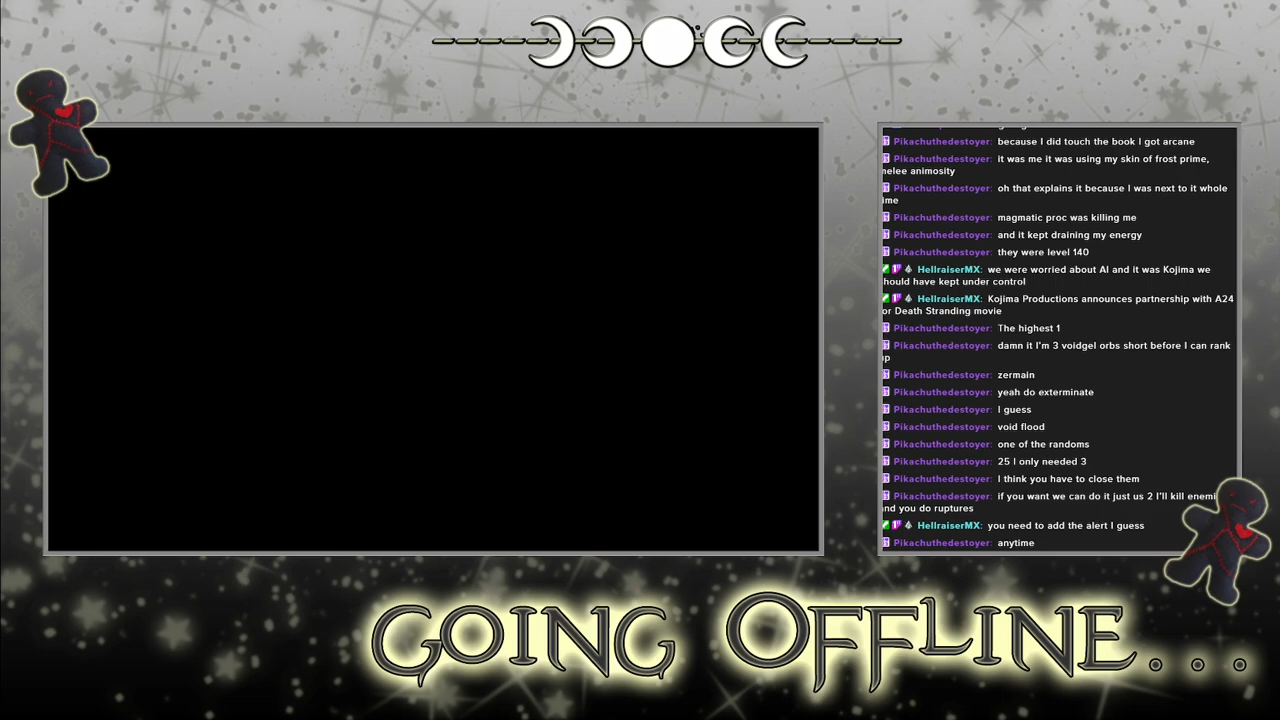 Pikachuthedestoyer: because I did touch the book I got arcane
Pikachuthedestoyer: it was me it was using my skin of frost prime,
nelee animosity
Pikachuthedestoyer: oh that explains it because I was next to it whole
ime
Pikachuthedestoyer: magmatic proc was killing me
Pikachuthedestoyer: and it kept draining my energy
Pikachuthedestoyer: they were level 140
HellraiserMX: we were worried about AI and it was Kojima we
hould have kept under control
HellraiserMX: Kojima Productions announces partnership with A24
or Death Stranding movie
Pikachuthedestoyer: The highest 1
Pikachuthedestoyer: damn it I'm 3 voidgel orbs short before I can rank
up
Pikachuthedestoyer: zermain
Pikachuthedestoyer: yeah do exterminate
Pikachuthedestoyer: I guess
Pikachuthedestoyer: void flood
Pikachuthedestoyer: one of the randoms
Pikachuthedestoyer: 25 I only needed 3
Pikachuthedestoyer: I think you have to close them
Pikachuthedestoyer: if you want we can do it just us 2 I'll kill enemi
nd you do ruptures
HellraiserMX: you need to add the alert I guess
Pikachuthedestoyer: anytime
GOING OFFLINE...